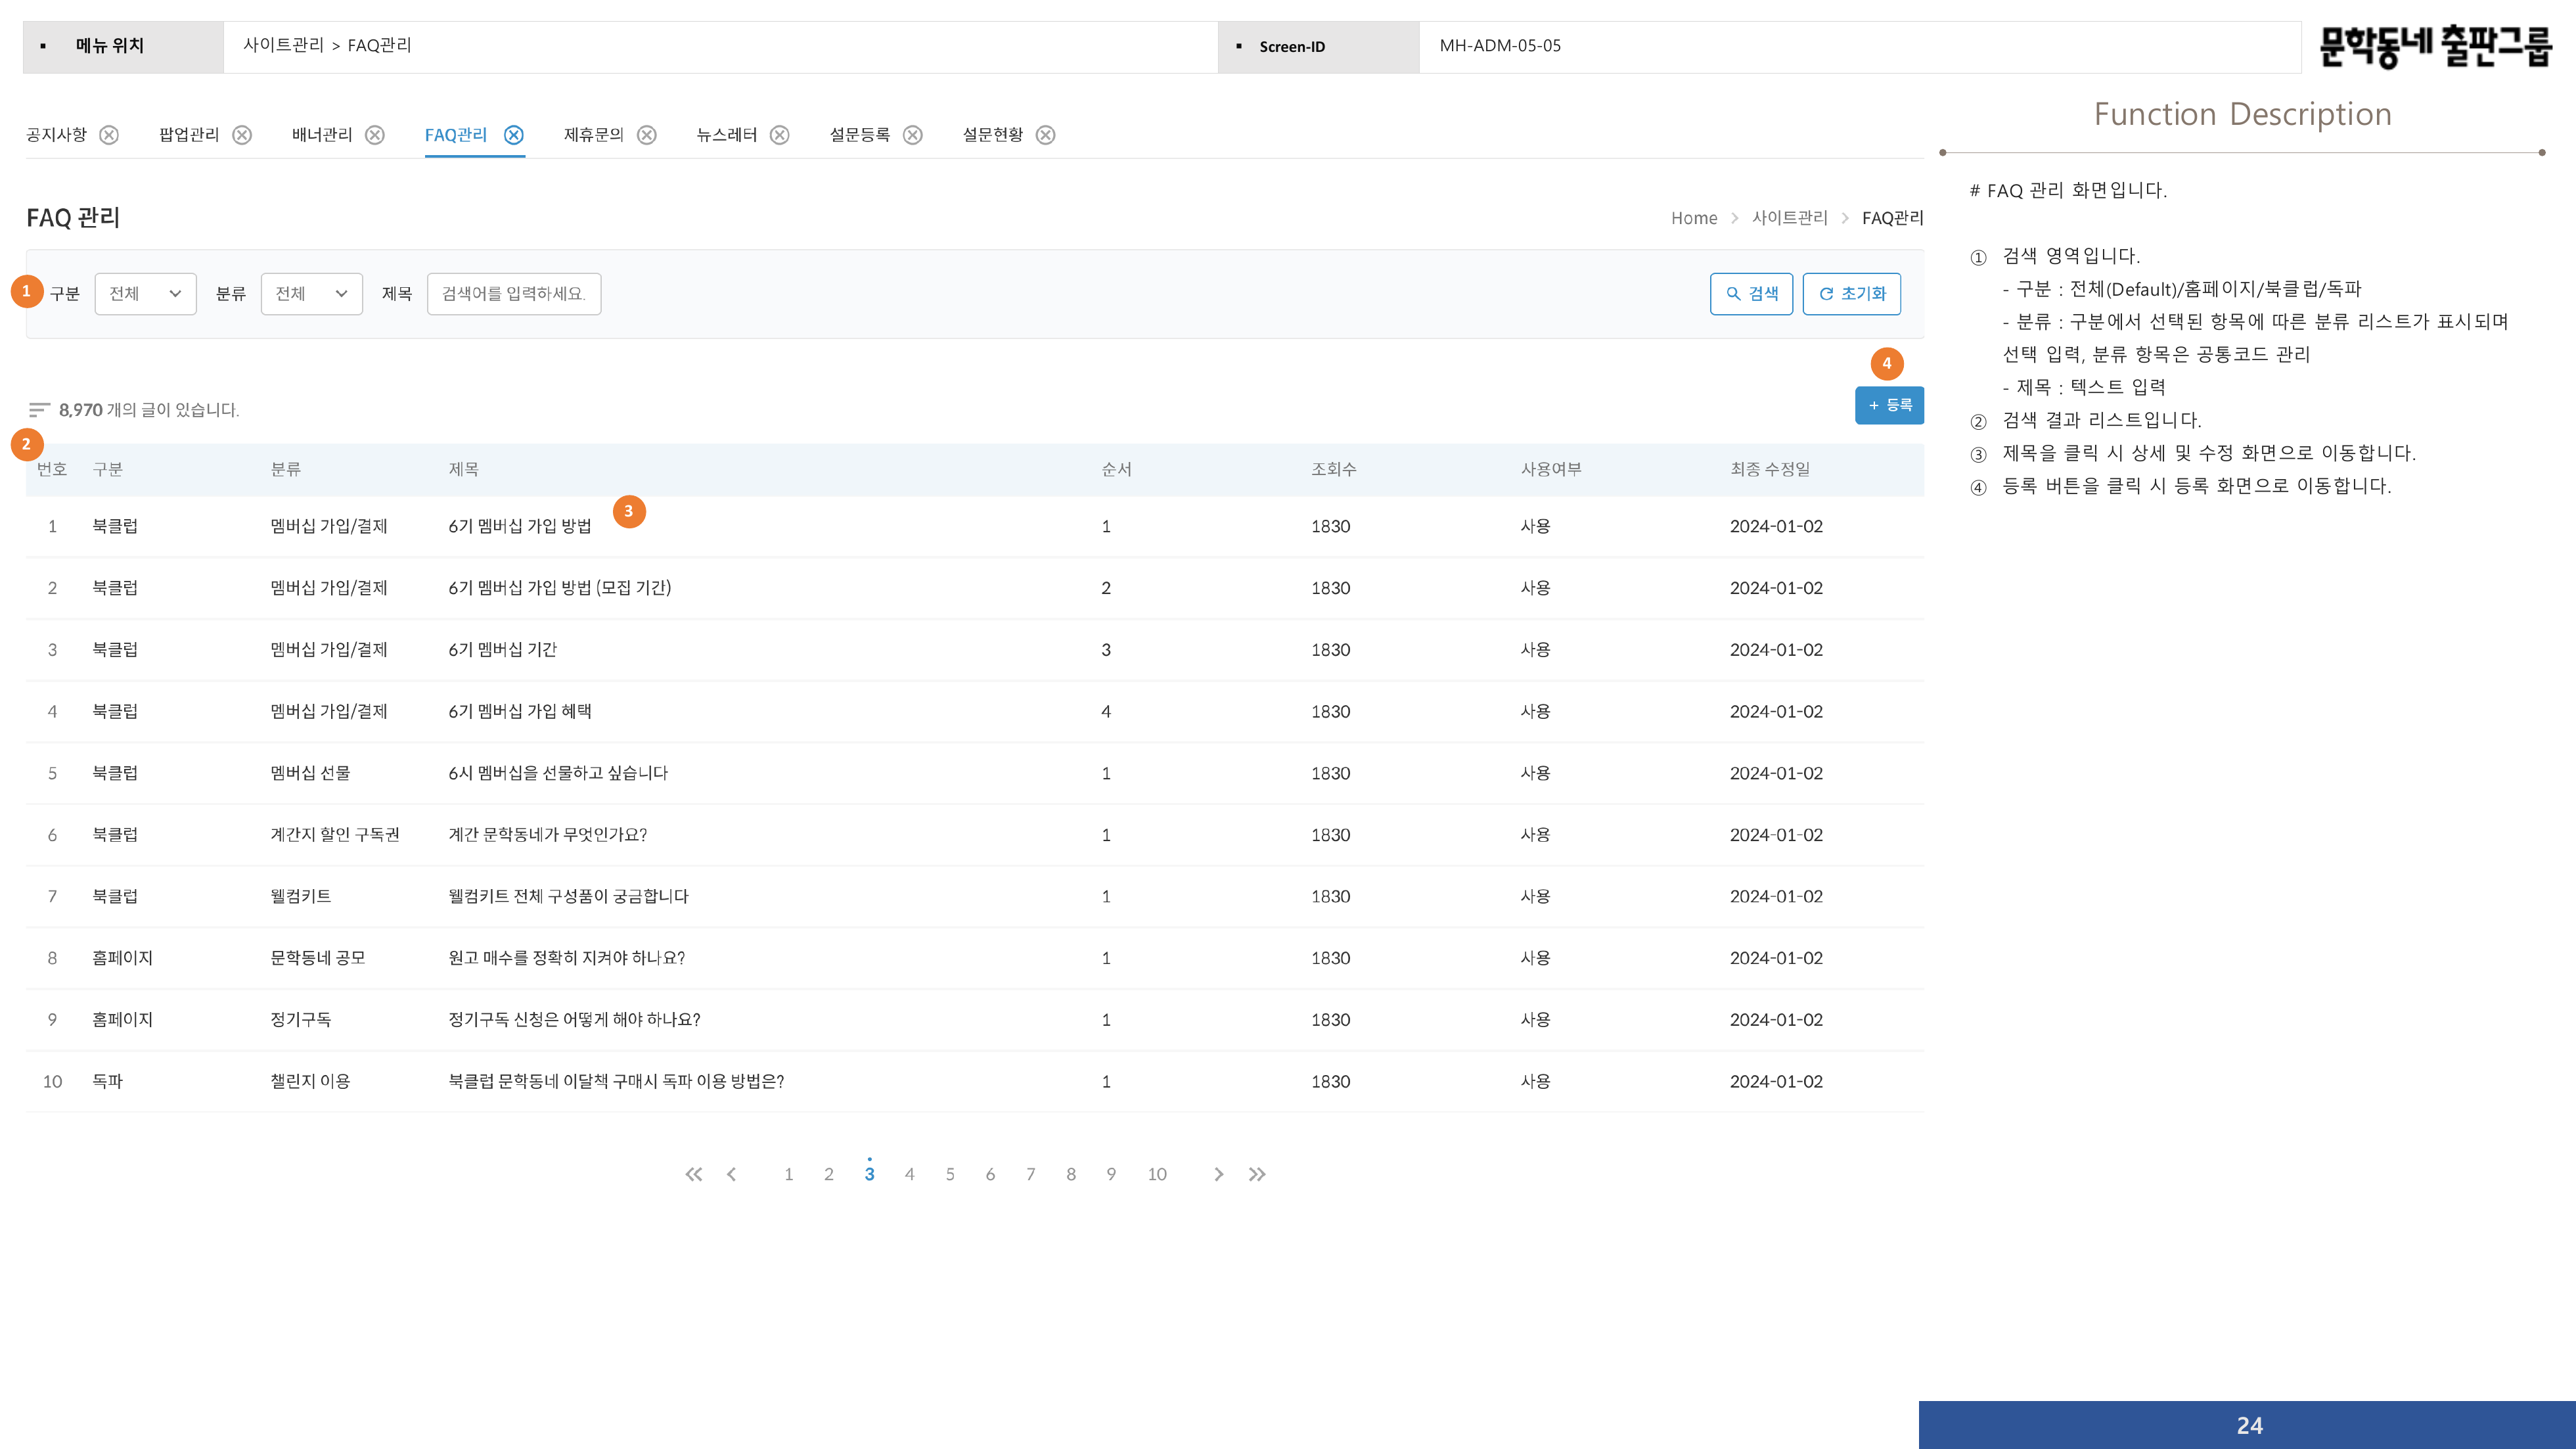 ▪ 메뉴 위치 사이트관리 > FAQ관리 ▪ Screen-ID MH-ADM-05-05 문학동네 출판그룹
공지사항 팝업관리 배너관리 FAQ관리 제휴문의 뉴스레터 설문등록 설문현황
FAQ 관리
Home > 사이트관리 > FAQ관리
1 구분 전체 분류 전체 제목 검색어를 입력하세요. 검색 초기화
4
8,970 개의 글이 있습니다.
+ 등록
2
번호 구분 분류 제목 순서 조회수 사용여부 최종 수정일
3
1 북클럽 멤버십 가입/결제 6기 멤버십 가입 방법 1 1830 사용 2024-01-02
2 북클럽 멤버십 가입/결제 6기 멤버십 가입 방법 (모집 기간) 2 1830 사용 2024-01-02
3 북클럽 멤버십 가입/결제 6기 멤버십 기간 3 1830 사용 2024-01-02
4 북클럽 멤버십 가입/결제 6기 멤버십 가입 혜택 4 1830 사용 2024-01-02
5 북클럽 멤버십 선물 6시 멤버십을 선물하고 싶습니다 1 1830 사용 2024-01-02
6 북클럽 계간지 할인 구독권 계간 문학동네가 무엇인가요? 1 1830 사용 2024-01-02
7 북클럽 웰컴키트 웰컴키트 전체 구성품이 궁금합니다 1 1830 사용 2024-01-02
8 홈페이지 문학동네 공모 원고 매수를 정확히 지켜야 하나요? 1 1830 사용 2024-01-02
9 홈페이지 정기구독 정기구독 신청은 어떻게 해야 하나요? 1 1830 사용 2024-01-02
10 독파 챌린지 이용 북클럽 문학동네 이달책 구매시 독파 이용 방법은? 1 1830 사용 2024-01-02
1 2 3 4 5 6 7 8 9 10
Function Description
# FAQ 관리 화면입니다.
① 검색 영역입니다.
- 구분 : 전체(Default)/홈페이지/북클럽/독파
- 분류 : 구분에서 선택된 항목에 따른 분류 리스트가 표시되며
선택 입력, 분류 항목은 공통코드 관리
- 제목 : 텍스트 입력
② 검색 결과 리스트입니다.
③ 제목을 클릭 시 상세 및 수정 화면으로 이동합니다.
④ 등록 버튼을 클릭 시 등록 화면으로 이동합니다.
24